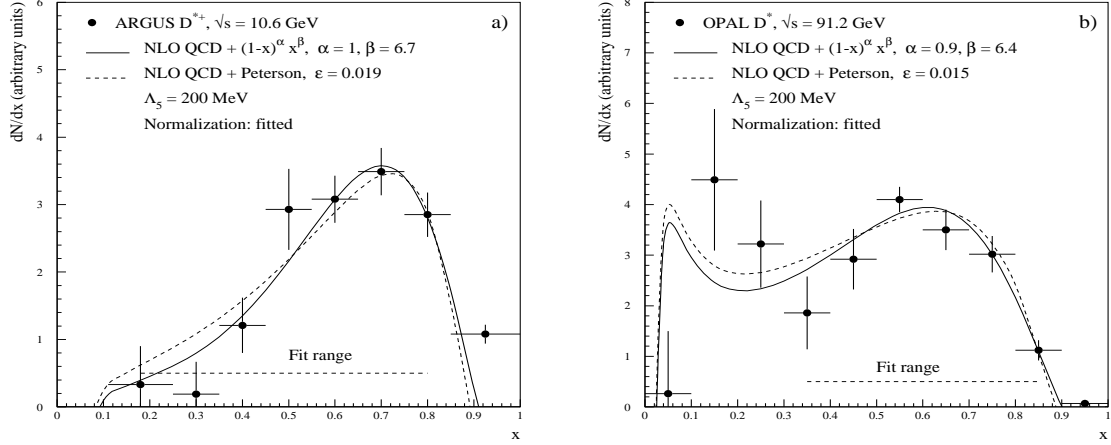 a)
ARGUS D*+, √s = 10.6 GeV
NLO QCD + (1-x)^α x^β, α = 1, β = 6.7
NLO QCD + Peterson, ε = 0.019
Λ5 = 200 MeV
Normalization: fitted
dN/dx (arbitrary units)
6
5
4
3
2
1
0
Fit range
0 0.1 0.2 0.3 0.4 0.5 0.6 0.7 0.8 0.9 1
x
b)
OPAL D*, √s = 91.2 GeV
NLO QCD + (1-x)^α x^β, α = 0.9, β = 6.4
NLO QCD + Peterson, ε = 0.015
Λ5 = 200 MeV
Normalization: fitted
dN/dx (arbitrary units)
8
7
6
5
4
3
2
1
0
Fit range
0 0.1 0.2 0.3 0.4 0.5 0.6 0.7 0.8 0.9 1
x